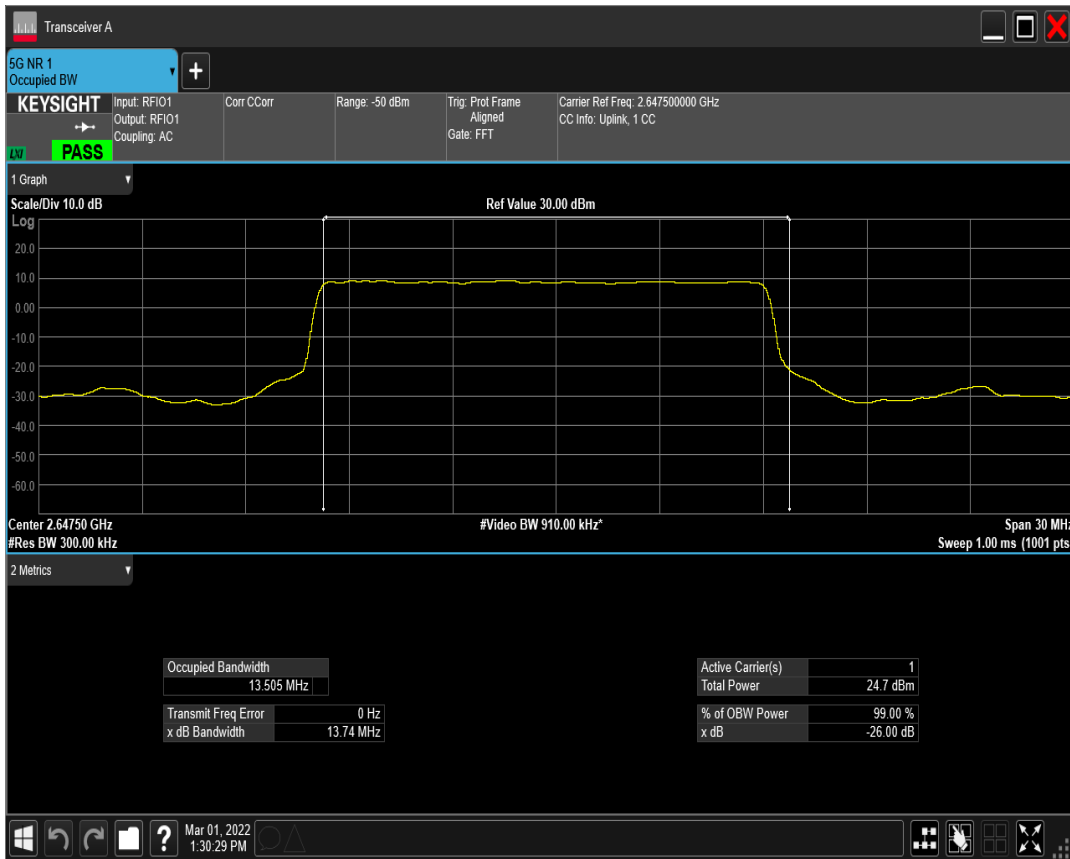 Transceiver A
5G NR 1
Occupied BW
KEYSIGHT
LXI
PASS
Input: RFIO1
Output: RFIO1
Coupling: AC
Corr CCorr
Range: -50 dBm
Trig: Prot Frame
Aligned
Gate: FFT
Carrier Ref Freq: 2.647500000 GHz
CC Info: Uplink, 1 CC
1 Graph
Scale/Div 10.0 dB
Ref Value 30.00 dBm
Log
20.0
10.0
0.00
-10.0
-20.0
-30.0
-40.0
-50.0
-60.0
Center 2.64750 GHz
#Video BW 910.00 kHz*
Span 30 MHz
#Res BW 300.00 kHz
Sweep 1.00 ms (1001 pts
2 Metrics
Occupied Bandwidth
13.505 MHz
Transmit Freq Error 0 Hz
x dB Bandwidth 13.74 MHz
Active Carrier(s) 1
Total Power 24.7 dBm
% of OBW Power 99.00 %
x dB -26.00 dB
Mar 01, 2022
1:30:29 PM